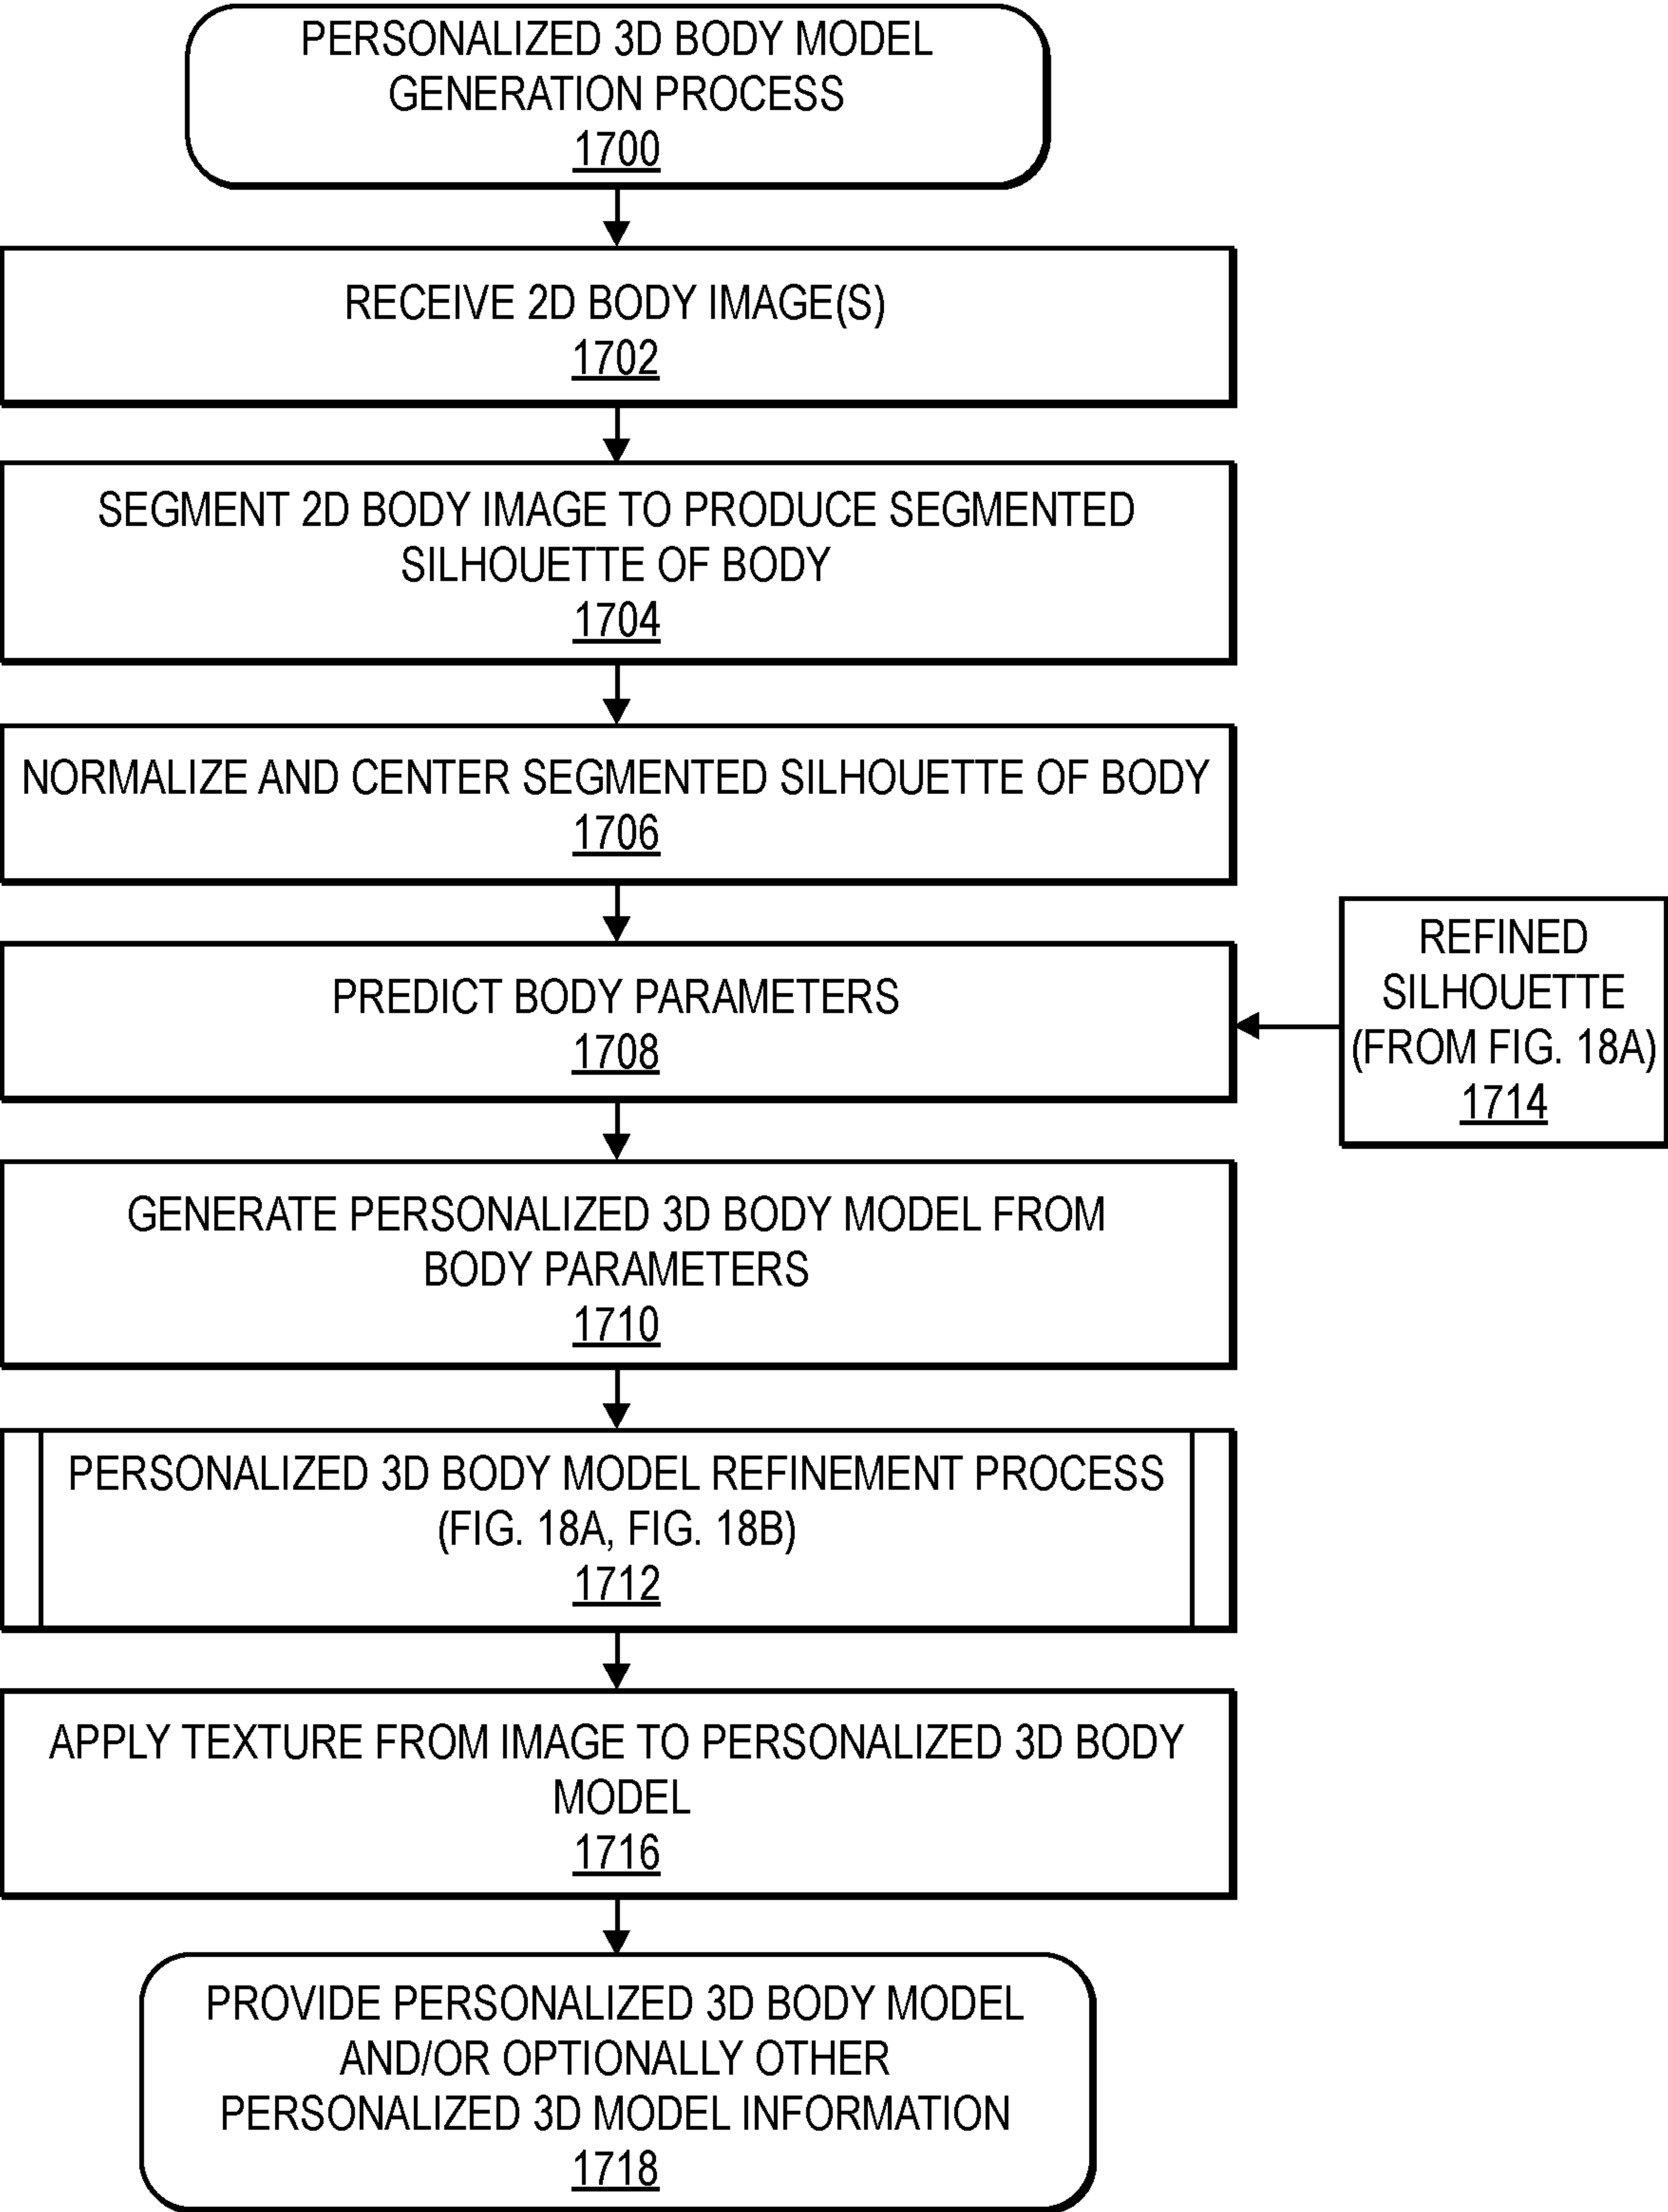 PERSONALIZED 3D BODY MODEL
GENERATION PROCESS
1700
RECEIVE 2D BODY IMAGE(S)
1702
SEGMENT 2D BODY IMAGE TO PRODUCE SEGMENTED
SILHOUETTE OF BODY
1704
NORMALIZE AND CENTER SEGMENTED SILHOUETTE OF BODY
1706
PREDICT BODY PARAMETERS
1708
REFINED
SILHOUETTE
(FROM FIG. 18A)
1714
GENERATE PERSONALIZED 3D BODY MODEL FROM
BODY PARAMETERS
1710
PERSONALIZED 3D BODY MODEL REFINEMENT PROCESS
(FIG. 18A, FIG. 18B)
1712
APPLY TEXTURE FROM IMAGE TO PERSONALIZED 3D BODY
MODEL
1716
PROVIDE PERSONALIZED 3D BODY MODEL
AND/OR OPTIONALLY OTHER
PERSONALIZED 3D MODEL INFORMATION
1718